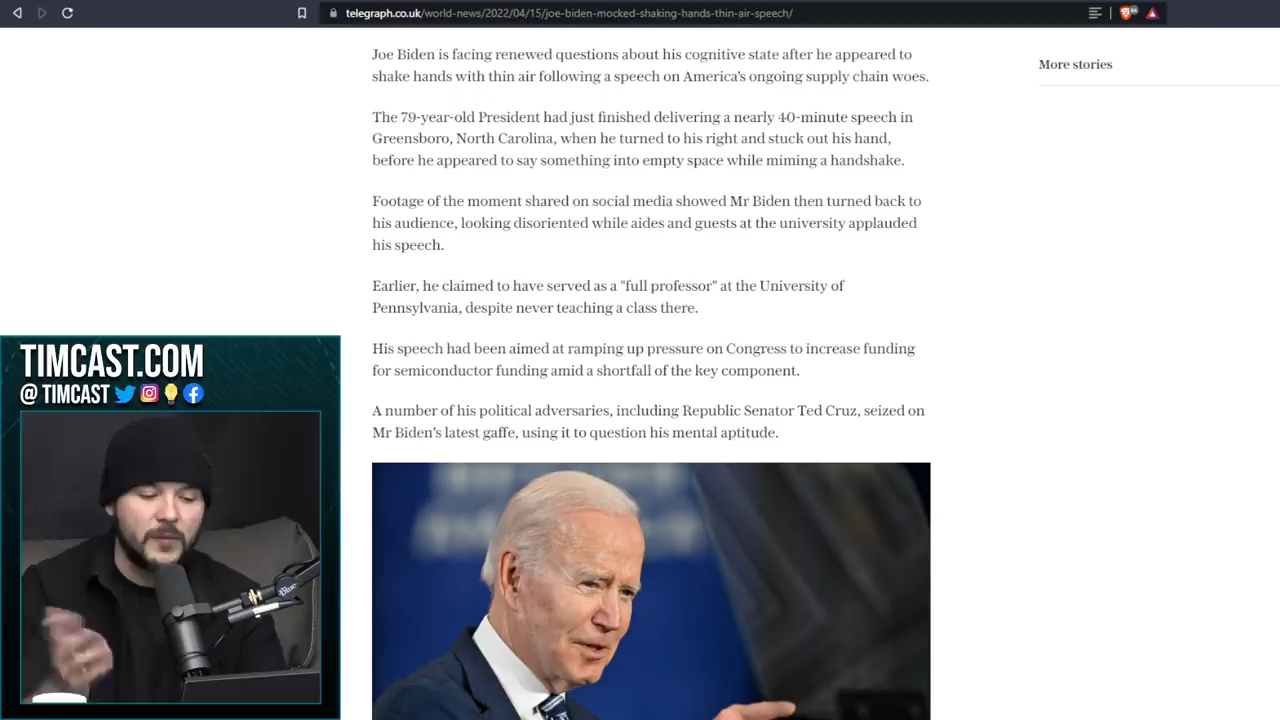 telegraph.co.uk/world-news/2022/04/15/joe-biden-mocked-shaking-hands-thin-air-speech/
Joe Biden is facing renewed questions about his cognitive state after he appeared to
shake hands with thin air following a speech on America's ongoing supply chain woes.
The 79-year-old President had just finished delivering a nearly 40-minute speech in
Greensboro, North Carolina, when he turned to his right and stuck out his hand,
before he appeared to say something into empty space while miming a handshake.
Footage of the moment shared on social media showed Mr Biden then turned back to
his audience, looking disoriented while aides and guests at the university applauded
his speech.
Earlier, he claimed to have served as a "full professor" at the University of
Pennsylvania, despite never teaching a class there.
His speech had been aimed at ramping up pressure on Congress to increase funding
for semiconductor funding amid a shortfall of the key component.
A number of his political adversaries, including Republic Senator Ted Cruz, seized on
Mr Biden's latest gaffe, using it to question his mental aptitude.
More stories
TIMCAST.COM
@ TIMCAST
Blue